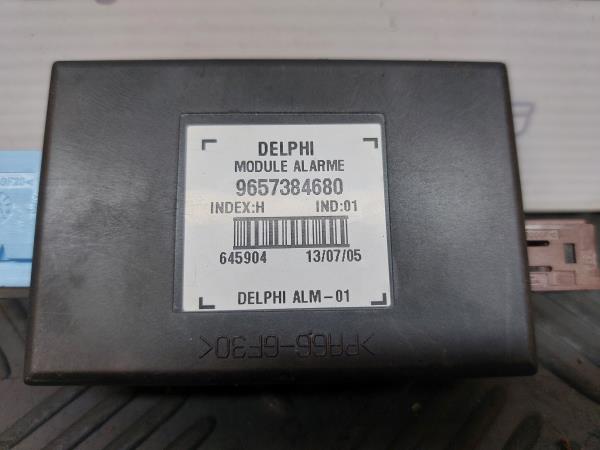 DELPHI
MODULE ALARME
9657384680
INDEX:H IND:01
645904 13/07/05
DELPHI ALM-01
>PA66-GF30<